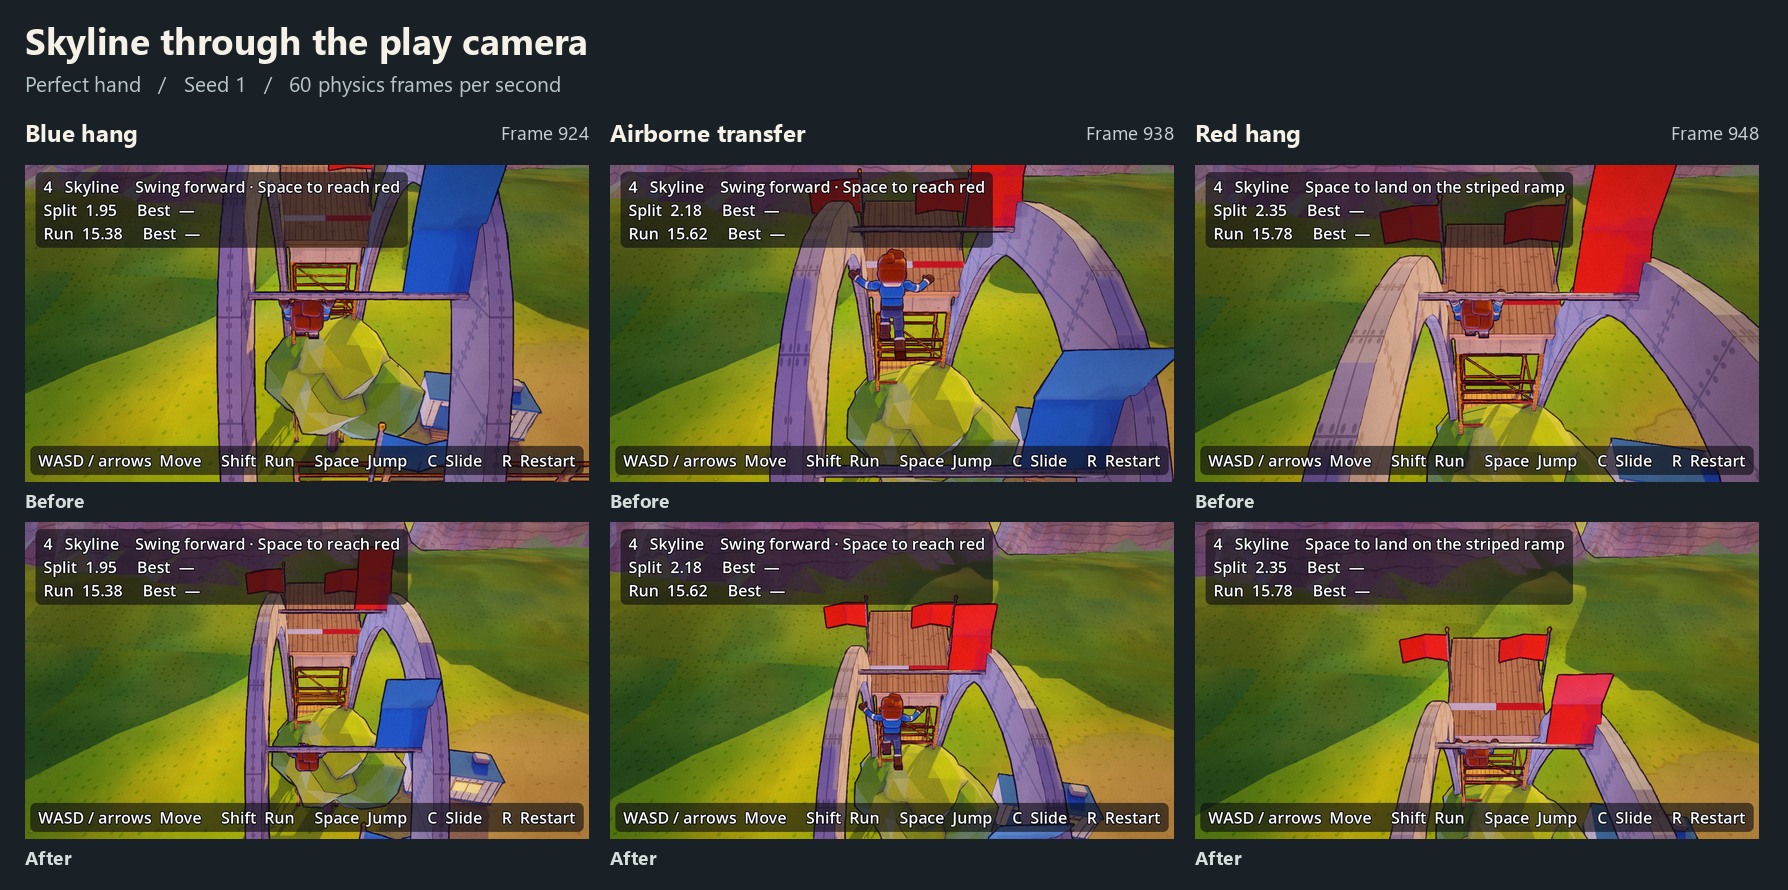 Skyline through the play camera
Perfect hand / Seed 1 / 60 physics frames per second
Blue hang Frame 924
Airborne transfer Frame 938
Red hang Frame 948
4 Skyline Swing forward · Space to reach red
Split 1.95 Best —
Run 15.38 Best —
WASD / arrows Move Shift Run Space Jump C Slide R Restart
Before
4 Skyline Swing forward · Space to reach red
Split 2.18 Best —
Run 15.62 Best —
WASD / arrows Move Shift Run Space Jump C Slide R Restart
Before
4 Skyline Space to land on the striped ramp
Split 2.35 Best —
Run 15.78 Best —
WASD / arrows Move Shift Run Space Jump C Slide R Restart
Before
4 Skyline Swing forward · Space to reach red
Split 1.95 Best —
Run 15.38 Best —
WASD / arrows Move Shift Run Space Jump C Slide R Restart
After
4 Skyline Swing forward · Space to reach red
Split 2.18 Best —
Run 15.62 Best —
WASD / arrows Move Shift Run Space Jump C Slide R Restart
After
4 Skyline Space to land on the striped ramp
Split 2.35 Best —
Run 15.78 Best —
WASD / arrows Move Shift Run Space Jump C Slide R Restart
After